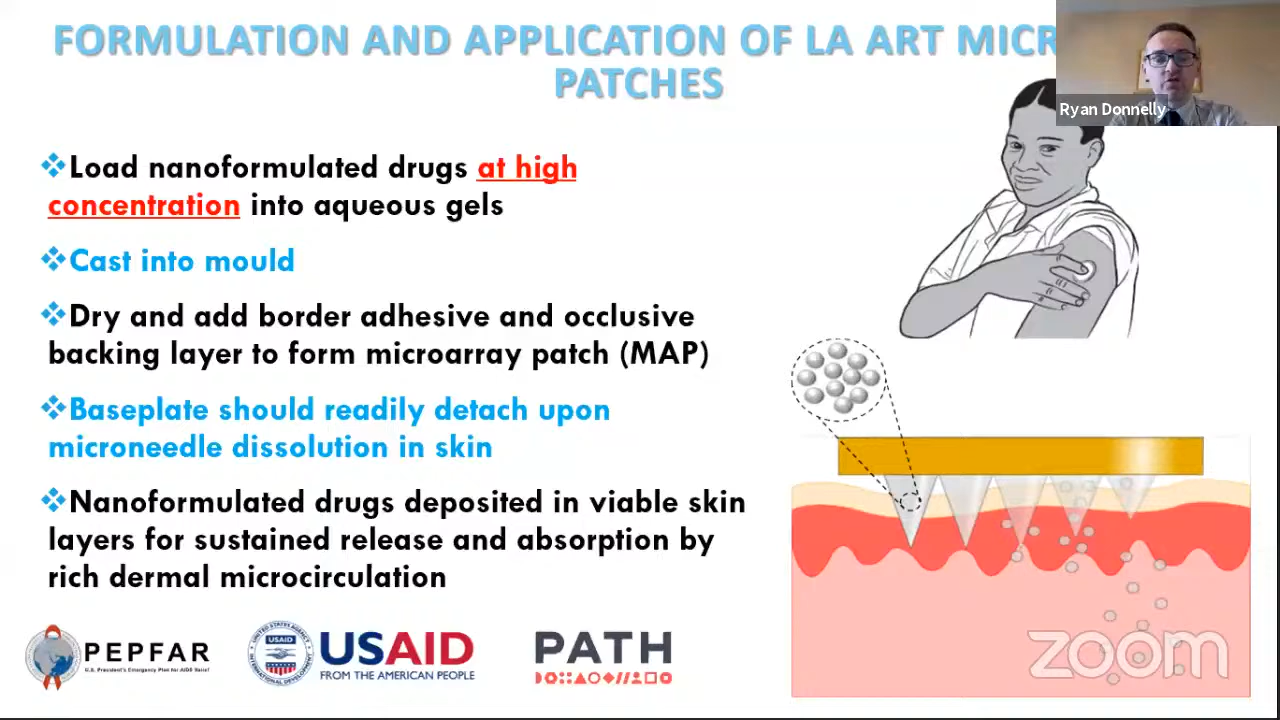 FORMULATION AND APPLICATION OF LA ART MICR
PATCHES
Ryan Donnelly
❖Load nanoformulated drugs at high
concentration into aqueous gels
❖Cast into mould
❖Dry and add border adhesive and occlusive
backing layer to form microarray patch (MAP)
❖Baseplate should readily detach upon
microneedle dissolution in skin
❖Nanoformulated drugs deposited in viable skin
layers for sustained release and absorption by
rich dermal microcirculation
PEPFAR
U.S. President's Emergency Plan for AIDS Relief
USAID
USAID
FROM THE AMERICAN PEOPLE
PATH
zoom